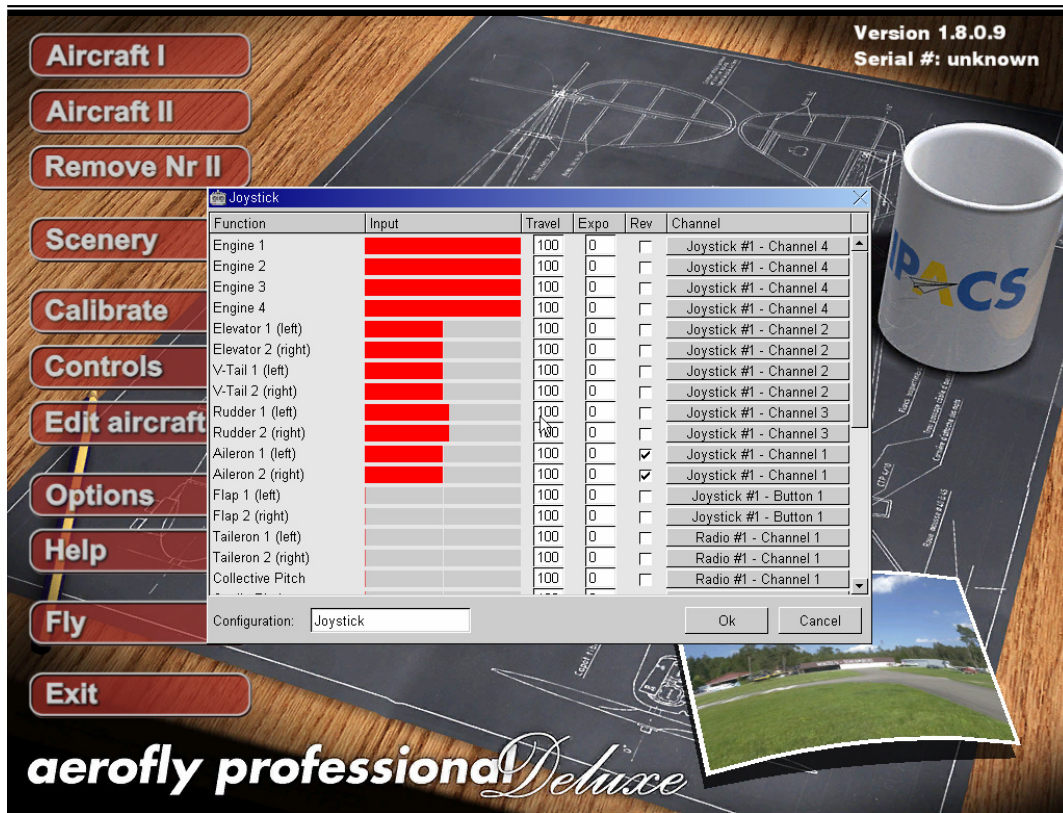 Version 1.8.0.9
Serial #: unknown
Aircraft I
Aircraft II
Remove Nr II
Scenery
Calibrate
Controls
Edit aircraft
Options
Help
Fly
Exit
Joystick
Function Input Travel Expo Rev Channel
Engine 1 100 0 Joystick #1 - Channel 4
Engine 2 100 0 Joystick #1 - Channel 4
Engine 3 100 0 Joystick #1 - Channel 4
Engine 4 100 0 Joystick #1 - Channel 4
Elevator 1 (left) 100 0 Joystick #1 - Channel 2
Elevator 2 (right) 100 0 Joystick #1 - Channel 2
V-Tail 1 (left) 100 0 Joystick #1 - Channel 2
V-Tail 2 (right) 100 0 Joystick #1 - Channel 2
Rudder 1 (left) 100 0 Joystick #1 - Channel 3
Rudder 2 (right) 100 0 Joystick #1 - Channel 3
Aileron 1 (left) 100 0 Joystick #1 - Channel 1
Aileron 2 (right) 100 0 Joystick #1 - Channel 1
Flap 1 (left) 100 0 Joystick #1 - Button 1
Flap 2 (right) 100 0 Joystick #1 - Button 1
Taileron 1 (left) 100 0 Radio #1 - Channel 1
Taileron 2 (right) 100 0 Radio #1 - Channel 1
Collective Pitch 100 0 Radio #1 - Channel 1
Configuration: Joystick Ok Cancel
IPACS
aerofly professional Deluxe